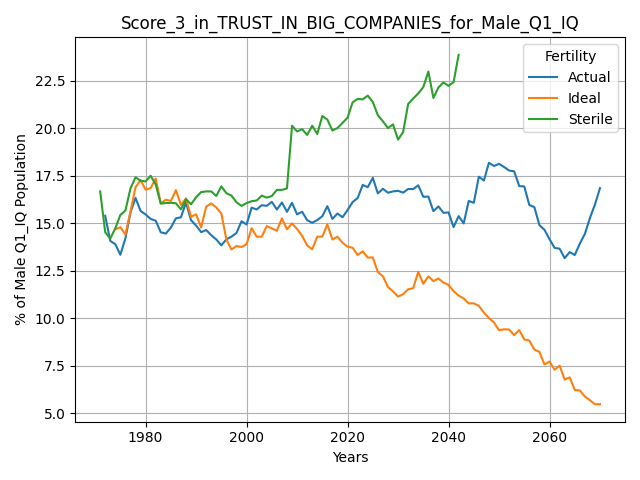 Score_3_in_TRUST_IN_BIG_COMPANIES_for_Male_Q1_IQ
Fertility
Actual
Ideal
Sterile
% of Male Q1_IQ Population
22.5
20.0
17.5
15.0
12.5
10.0
7.5
5.0
1980
2000
2020
2040
2060
Years